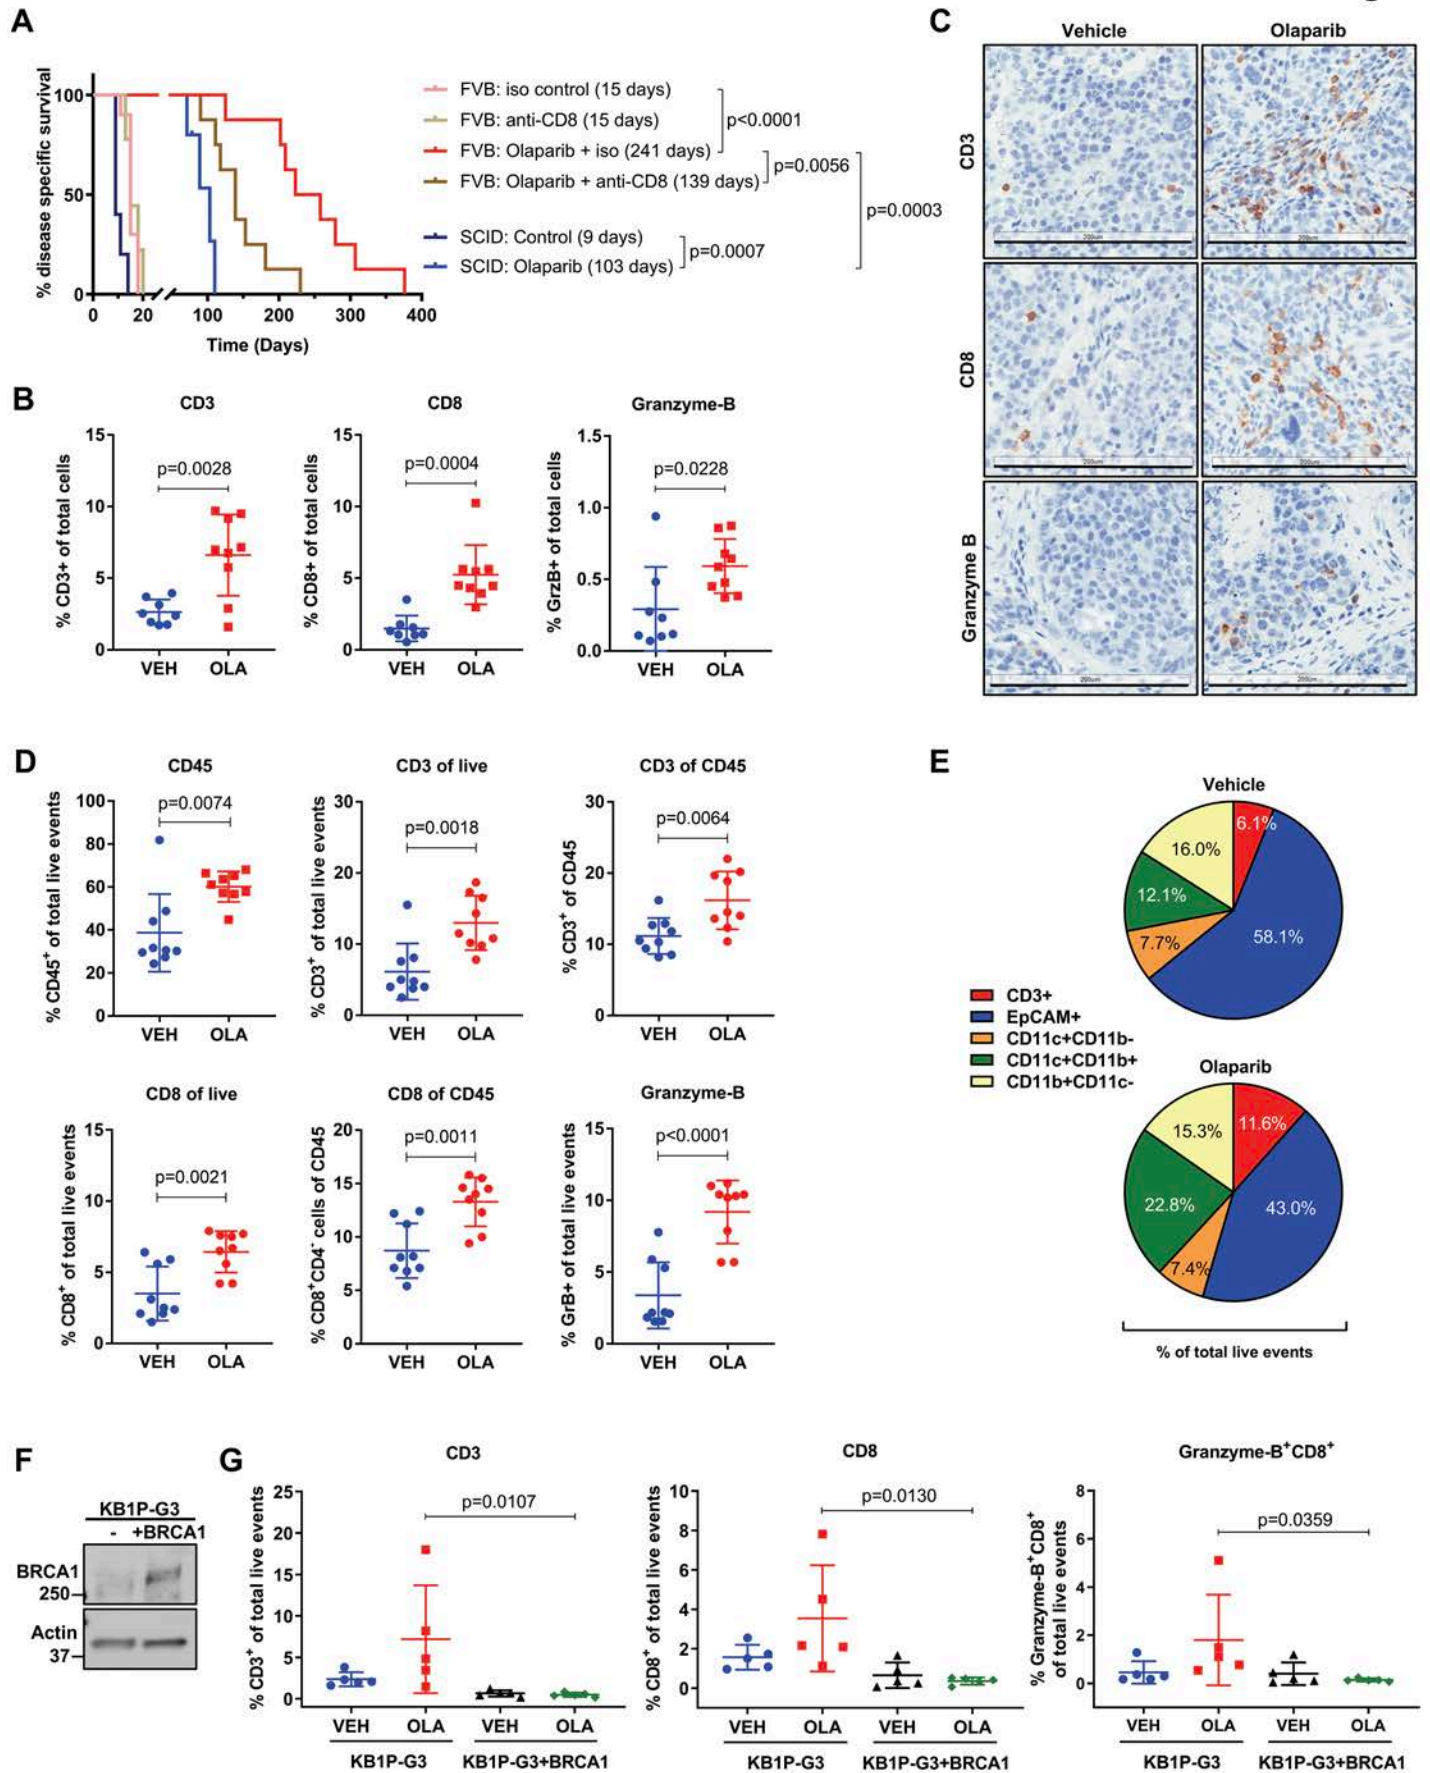 A
% disease specific survival
100
50
0
0
20
100
200
300
400
Time (Days)
FVB: iso control (15 days)
FVB: anti-CD8 (15 days)
FVB: Olaparib + iso (241 days)
FVB: Olaparib + anti-CD8 (139 days)
SCID: Control (9 days)
SCID: Olaparib (103 days)
p<0.0001
p=0.0056
p=0.0003
p=0.0007
B
CD3
% CD3+ of total cells
15
10
5
0
p=0.0028
VEH
OLA
CD8
% CD8+ of total cells
15
10
5
0
p=0.0004
VEH
OLA
Granzyme-B
% GrzB+ of total cells
1.5
1.0
0.5
0.0
p=0.0228
VEH
OLA
C
Vehicle
Olaparib
CD3
200um
200um
CD8
200um
200um
Granzyme B
200um
200um
D
CD45
% CD45⁺ of total live events
100
80
60
40
20
0
p=0.0074
VEH
OLA
CD3 of live
% CD3⁺ of total live events
30
20
10
0
p=0.0018
VEH
OLA
CD3 of CD45
% CD3⁺ of CD45
30
20
10
0
p=0.0064
VEH
OLA
CD8 of live
% CD8⁺ of total live events
15
10
5
0
p=0.0021
VEH
OLA
CD8 of CD45
% CD8⁺CD4⁻ cells of CD45
20
15
10
5
0
p=0.0011
VEH
OLA
Granzyme-B
% GrB+ of total live events
15
10
5
0
p<0.0001
VEH
OLA
E
Vehicle
6.1%
58.1%
7.7%
12.1%
16.0%
CD3+
EpCAM+
CD11c+CD11b-
CD11c+CD11b+
CD11b+CD11c-
Olaparib
11.6%
43.0%
7.4%
22.8%
15.3%
% of total live events
F
KB1P-G3
- +BRCA1
BRCA1
250
Actin
37
G
CD3
% CD3⁺ of total live events
25
20
15
10
5
0
p=0.0107
VEH
OLA
VEH
OLA
KB1P-G3
KB1P-G3+BRCA1
CD8
% CD8⁺ of total live events
10
8
6
4
2
0
p=0.0130
VEH
OLA
VEH
OLA
KB1P-G3
KB1P-G3+BRCA1
Granzyme-B⁺CD8⁺
% Granzyme-B⁺CD8⁺
of total live events
8
6
4
2
0
p=0.0359
VEH
OLA
VEH
OLA
KB1P-G3
KB1P-G3+BRCA1